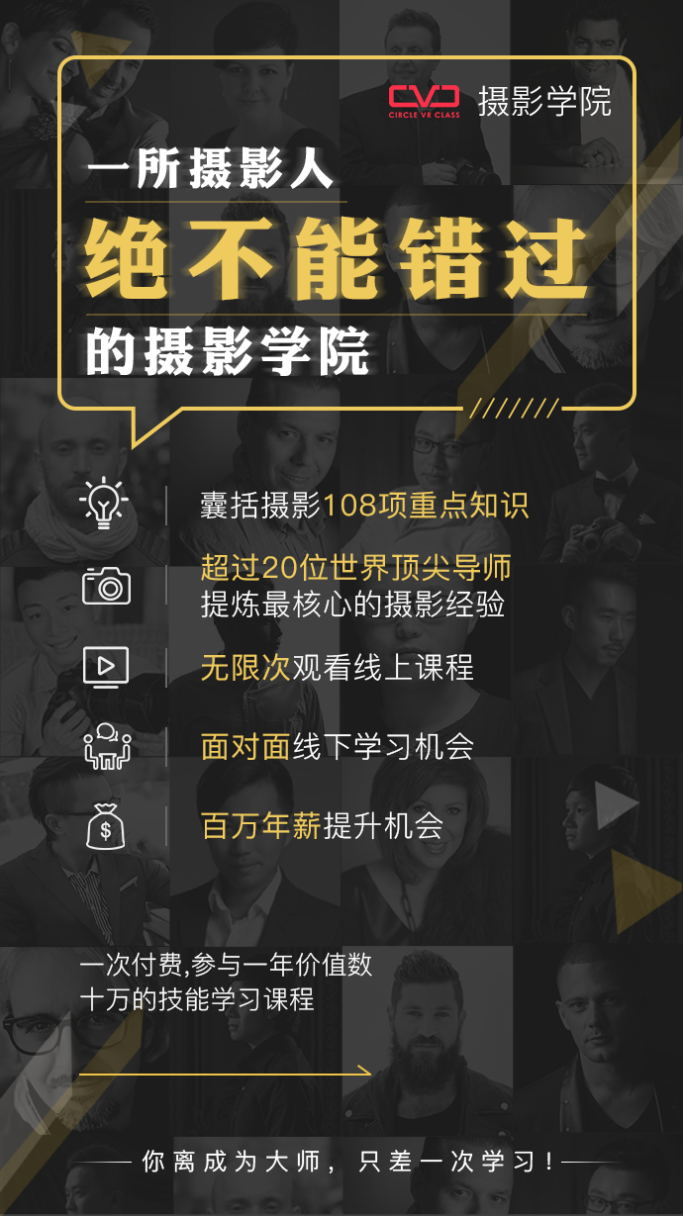 CVC 摄影学院
CIRCLE VR CLASS
一所摄影人
绝不能错过
的摄影学院
囊括摄影108项重点知识
超过20位世界顶尖导师
提炼最核心的摄影经验
无限次观看线上课程
面对面线下学习机会
$
百万年薪提升机会
一次付费,参与一年价值数
十万的技能学习课程
你离成为大师，只差一次学习!